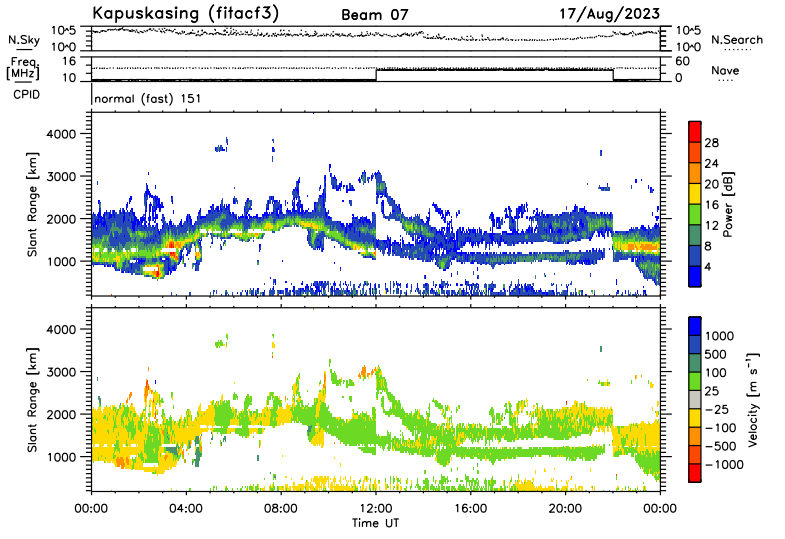 Kapuskasing (fitacf3) Beam 07 17/Aug/2023
N.Sky 10^5 10^0 10^5 10^0 N.Search
Freq. [MHz] 16 10 60 0 Nave
CPID normal (fast) 151
Slant Range [km]
4000
3000
2000
1000
28
24
20
16
12
8
4
Power [dB]
Slant Range [km]
4000
3000
2000
1000
1000
500
100
25
-25
-100
-500
-1000
Velocity [m s⁻¹]
00:00 04:00 08:00 12:00 16:00 20:00 00:00
Time UT